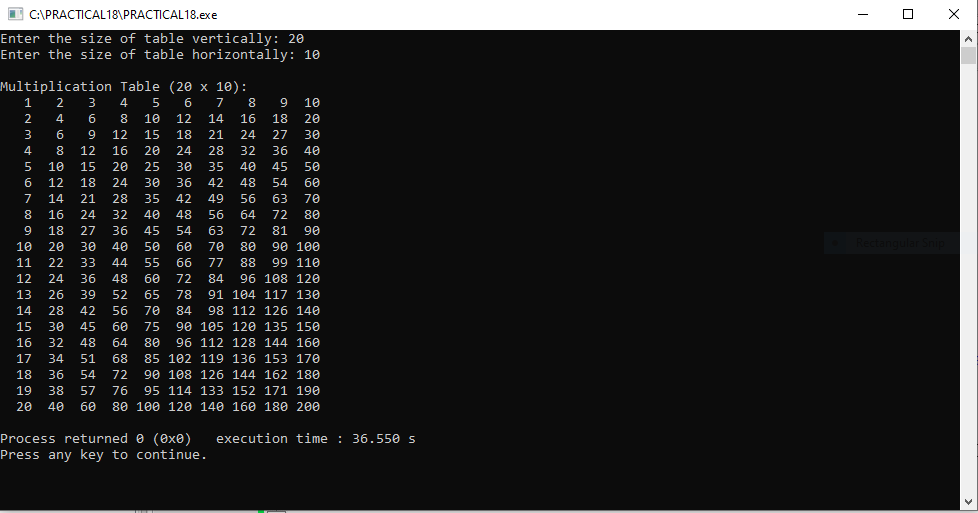 C:\PRACTICAL18\PRACTICAL18.exe
Enter the size of table vertically: 20
Enter the size of table horizontally: 10
Multiplication Table (20 x 10):
   1   2   3   4   5   6   7   8   9  10
   2   4   6   8  10  12  14  16  18  20
   3   6   9  12  15  18  21  24  27  30
   4   8  12  16  20  24  28  32  36  40
   5  10  15  20  25  30  35  40  45  50
   6  12  18  24  30  36  42  48  54  60
   7  14  21  28  35  42  49  56  63  70
   8  16  24  32  40  48  56  64  72  80
   9  18  27  36  45  54  63  72  81  90
  10  20  30  40  50  60  70  80  90 100
  11  22  33  44  55  66  77  88  99 110
  12  24  36  48  60  72  84  96 108 120
  13  26  39  52  65  78  91 104 117 130
  14  28  42  56  70  84  98 112 126 140
  15  30  45  60  75  90 105 120 135 150
  16  32  48  64  80  96 112 128 144 160
  17  34  51  68  85 102 119 136 153 170
  18  36  54  72  90 108 126 144 162 180
  19  38  57  76  95 114 133 152 171 190
  20  40  60  80 100 120 140 160 180 200
Rectangular Snip
Process returned 0 (0x0)   execution time : 36.550 s
Press any key to continue.